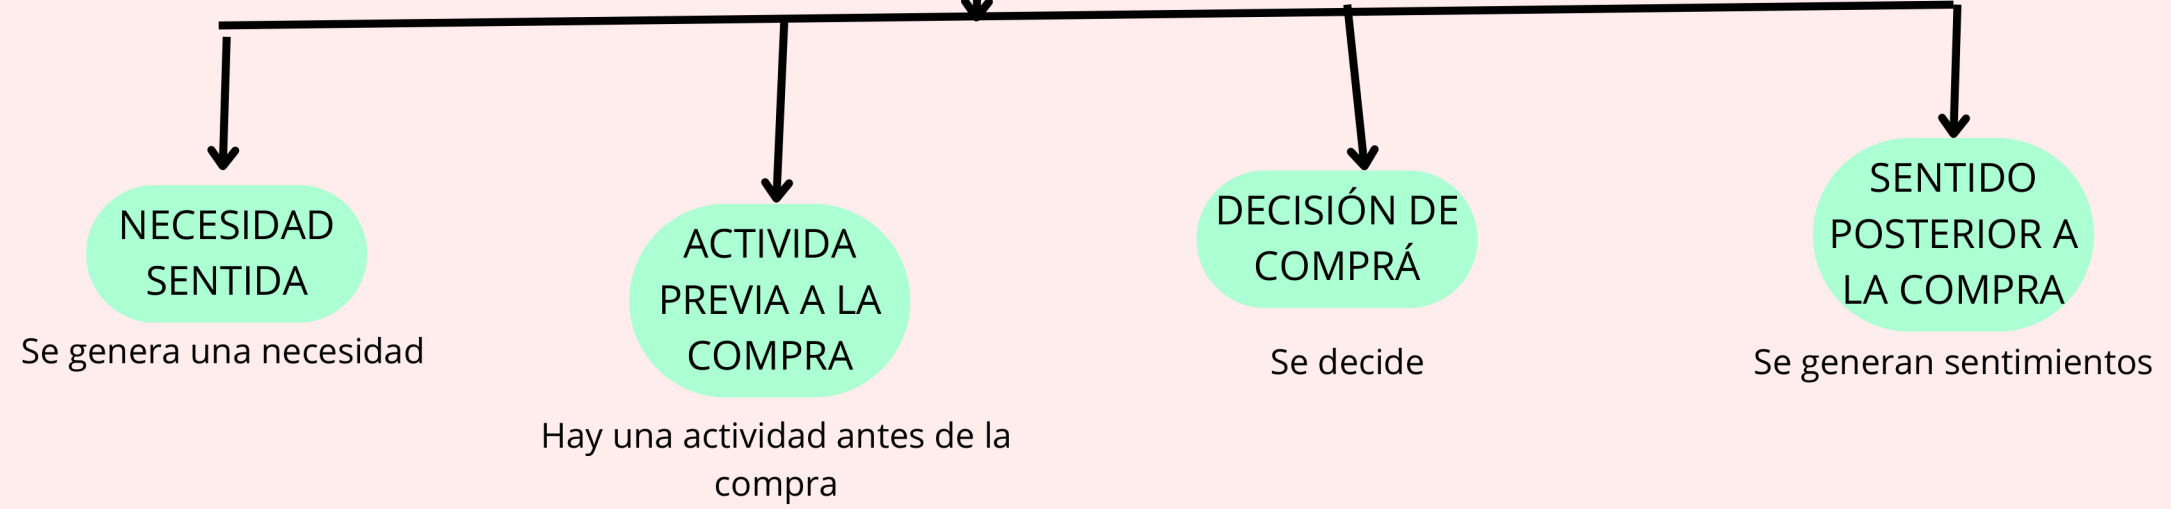 NECESIDAD
SENTIDA
Se genera una necesidad
ACTIVIDA
PREVIA A LA
COMPRA
Hay una actividad antes de la
compra
DECISIÓN DE
COMPRÁ
Se decide
SENTIDO
POSTERIOR A
LA COMPRA
Se generan sentimientos